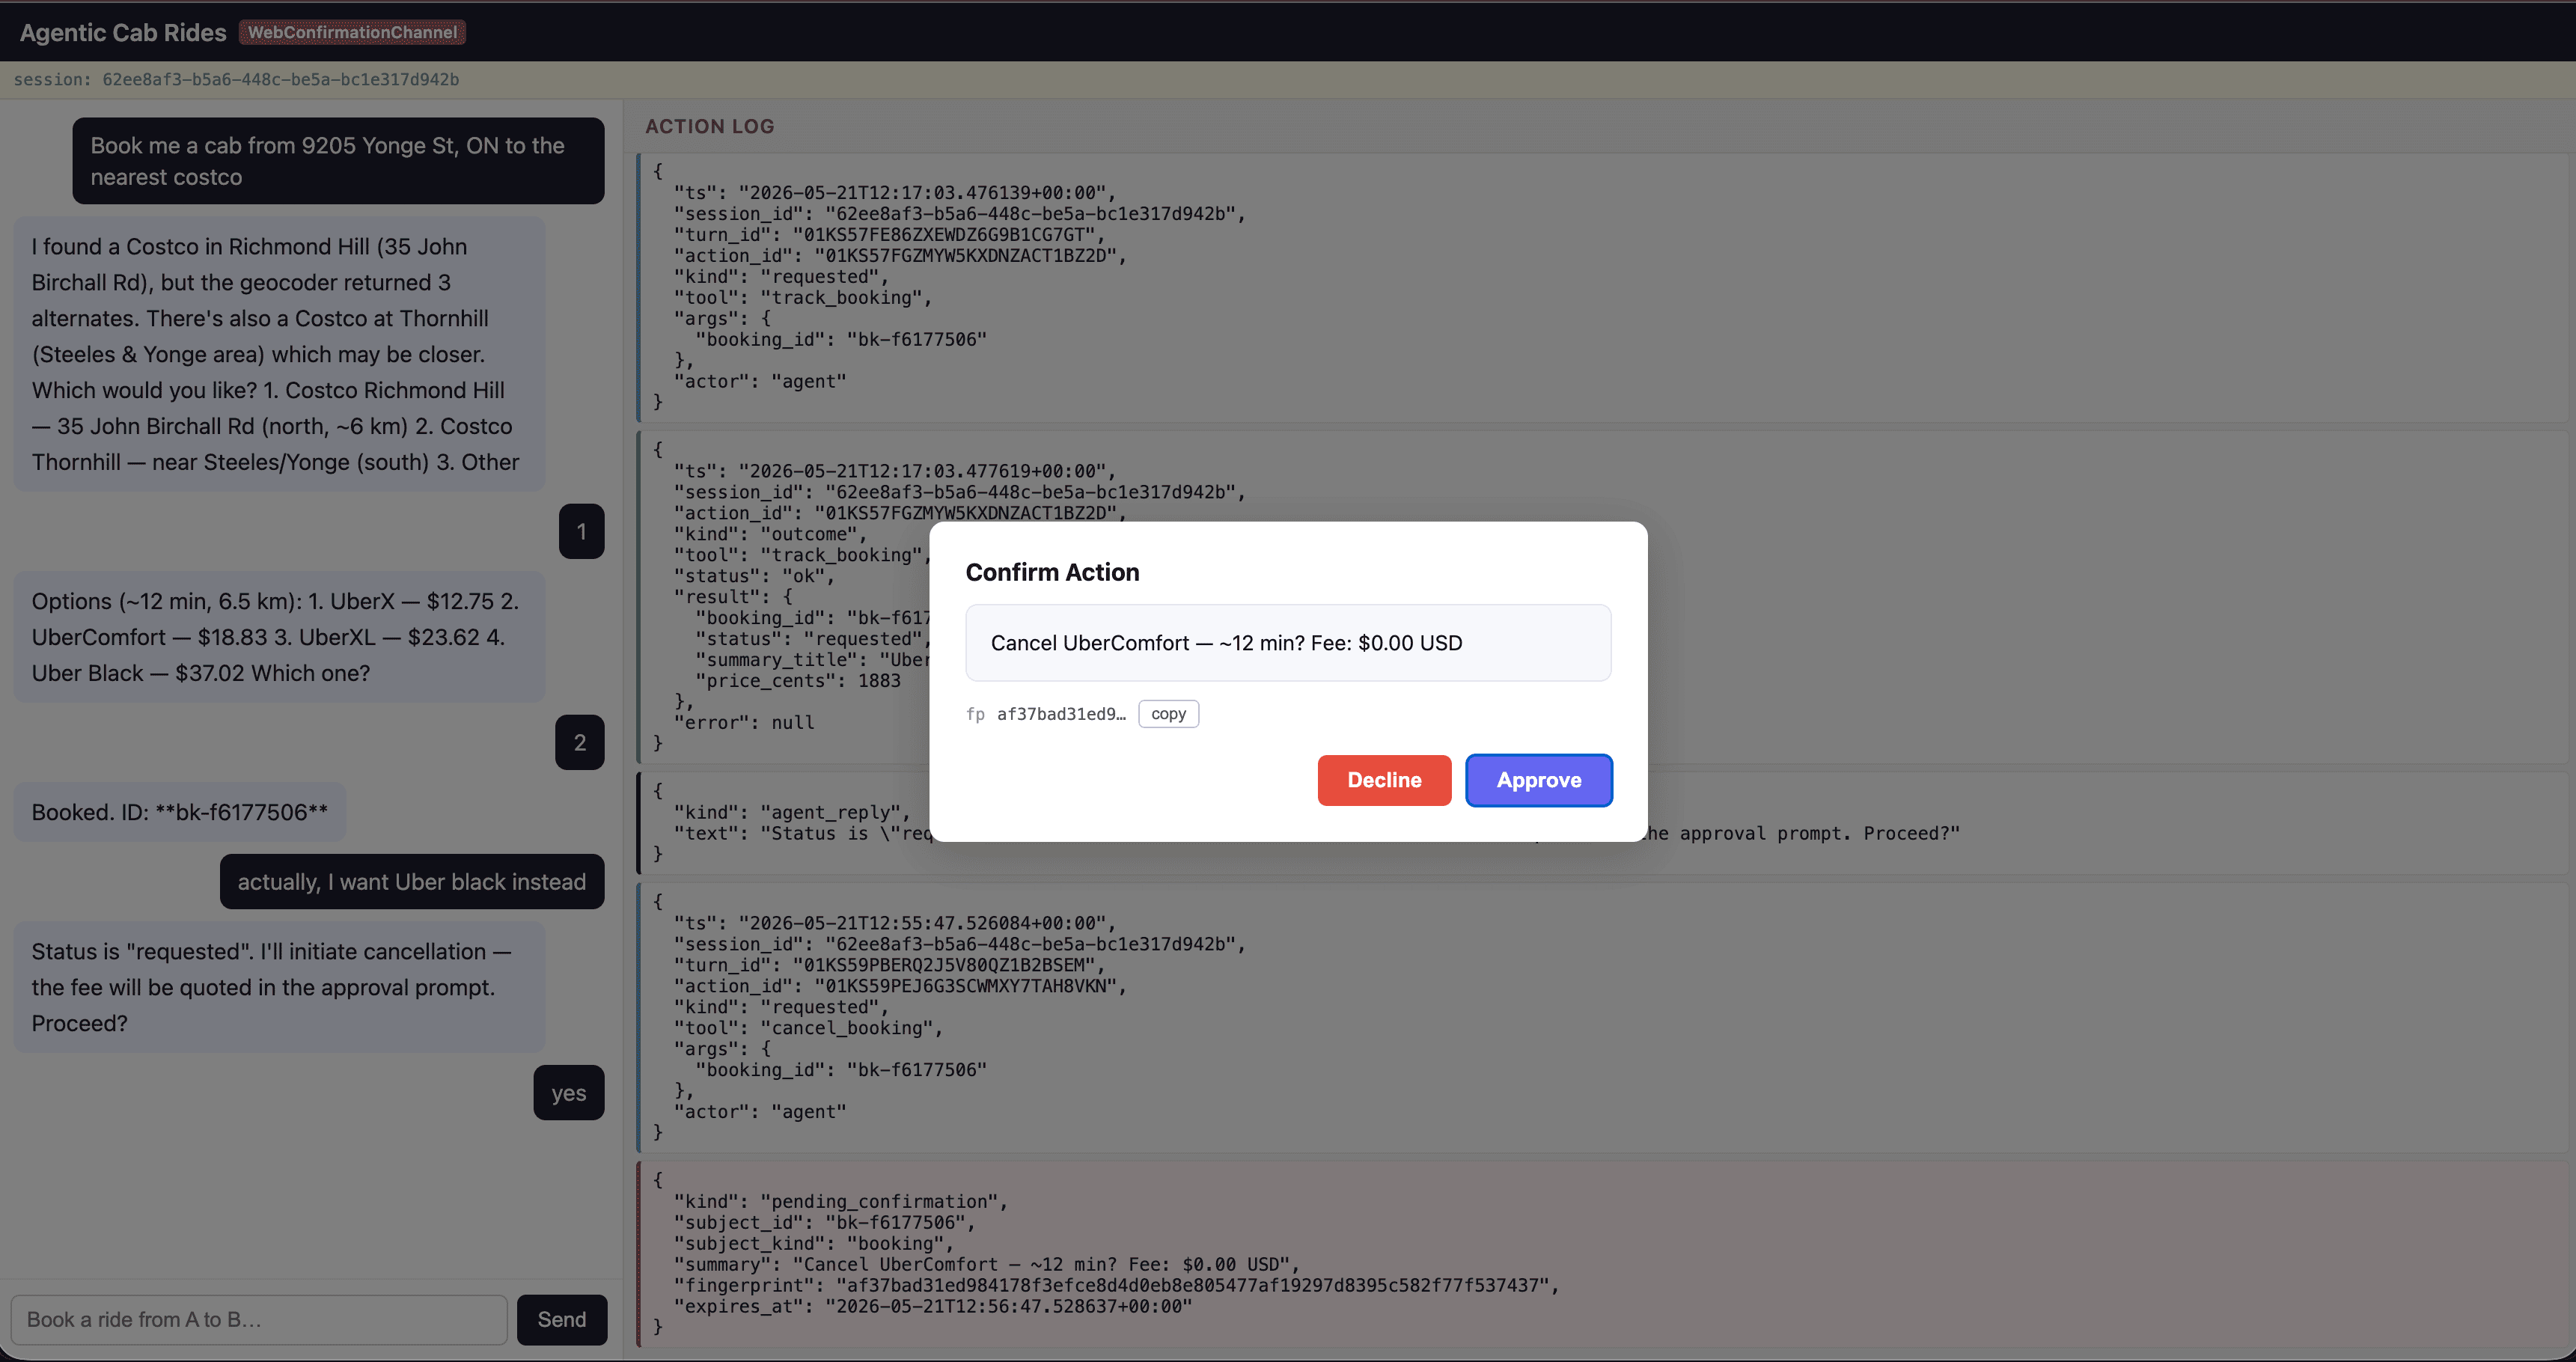 Agentic Cab Rides WebConfirmationChannel
session: 62ee8af3-b5a6-448c-be5a-bc1e317d942b
Book me a cab from 9205 Yonge St, ON to the
nearest costco
I found a Costco in Richmond Hill (35 John
Birchall Rd), but the geocoder returned 3
alternates. There's also a Costco at Thornhill
(Steeles & Yonge area) which may be closer.
Which would you like? 1. Costco Richmond Hill
— 35 John Birchall Rd (north, ~6 km) 2. Costco
Thornhill — near Steeles/Yonge (south) 3. Other
1
Options (~12 min, 6.5 km): 1. UberX — $12.75 2.
UberComfort — $18.83 3. UberXL — $23.62 4.
Uber Black — $37.02 Which one?
2
Booked. ID: **bk-f6177506**
actually, I want Uber black instead
Status is "requested". I'll initiate cancellation —
the fee will be quoted in the approval prompt.
Proceed?
yes
Book a ride from A to B...
Send
ACTION LOG
{
"ts": "2026-05-21T12:17:03.476139+00:00",
"session_id": "62ee8af3-b5a6-448c-be5a-bc1e317d942b",
"turn_id": "01KS57FE86ZXEWDZ6G9B1CG7GT",
"action_id": "01KS57FGZMYW5KXDNZACT1BZ2D",
"kind": "requested",
"tool": "track_booking",
"args": {
"booking_id": "bk-f6177506"
},
"actor": "agent"
}
{
"ts": "2026-05-21T12:17:03.477619+00:00",
"session_id": "62ee8af3-b5a6-448c-be5a-bc1e317d942b",
"action_id": "01KS57FGZMYW5KXDNZACT1BZ2D",
"kind": "outcome",
"tool": "track_booking",
"status": "ok",
"result": {
"booking_id": "bk-f617
"status": "requested",
"summary_title": "Uber
"price_cents": 1883
},
"error": null
}
{
"kind": "agent_reply",
"text": "Status is \"req the approval prompt. Proceed?"
}
{
"ts": "2026-05-21T12:55:47.526084+00:00",
"session_id": "62ee8af3-b5a6-448c-be5a-bc1e317d942b",
"turn_id": "01KS59PBERQ2J5V80QZ1B2BSEM",
"action_id": "01KS59PEJ6G3SCWMXY7TAH8VKN",
"kind": "requested",
"tool": "cancel_booking",
"args": {
"booking_id": "bk-f6177506"
},
"actor": "agent"
}
{
"kind": "pending_confirmation",
"subject_id": "bk-f6177506",
"subject_kind": "booking",
"summary": "Cancel UberComfort — ~12 min? Fee: $0.00 USD",
"fingerprint": "af37bad31ed984178f3efce8d4d0eb8e805477af19297d8395c582f77f537437",
"expires_at": "2026-05-21T12:56:47.528637+00:00"
}
Confirm Action
Cancel UberComfort — ~12 min? Fee: $0.00 USD
fp af37bad31ed9… copy
Decline Approve